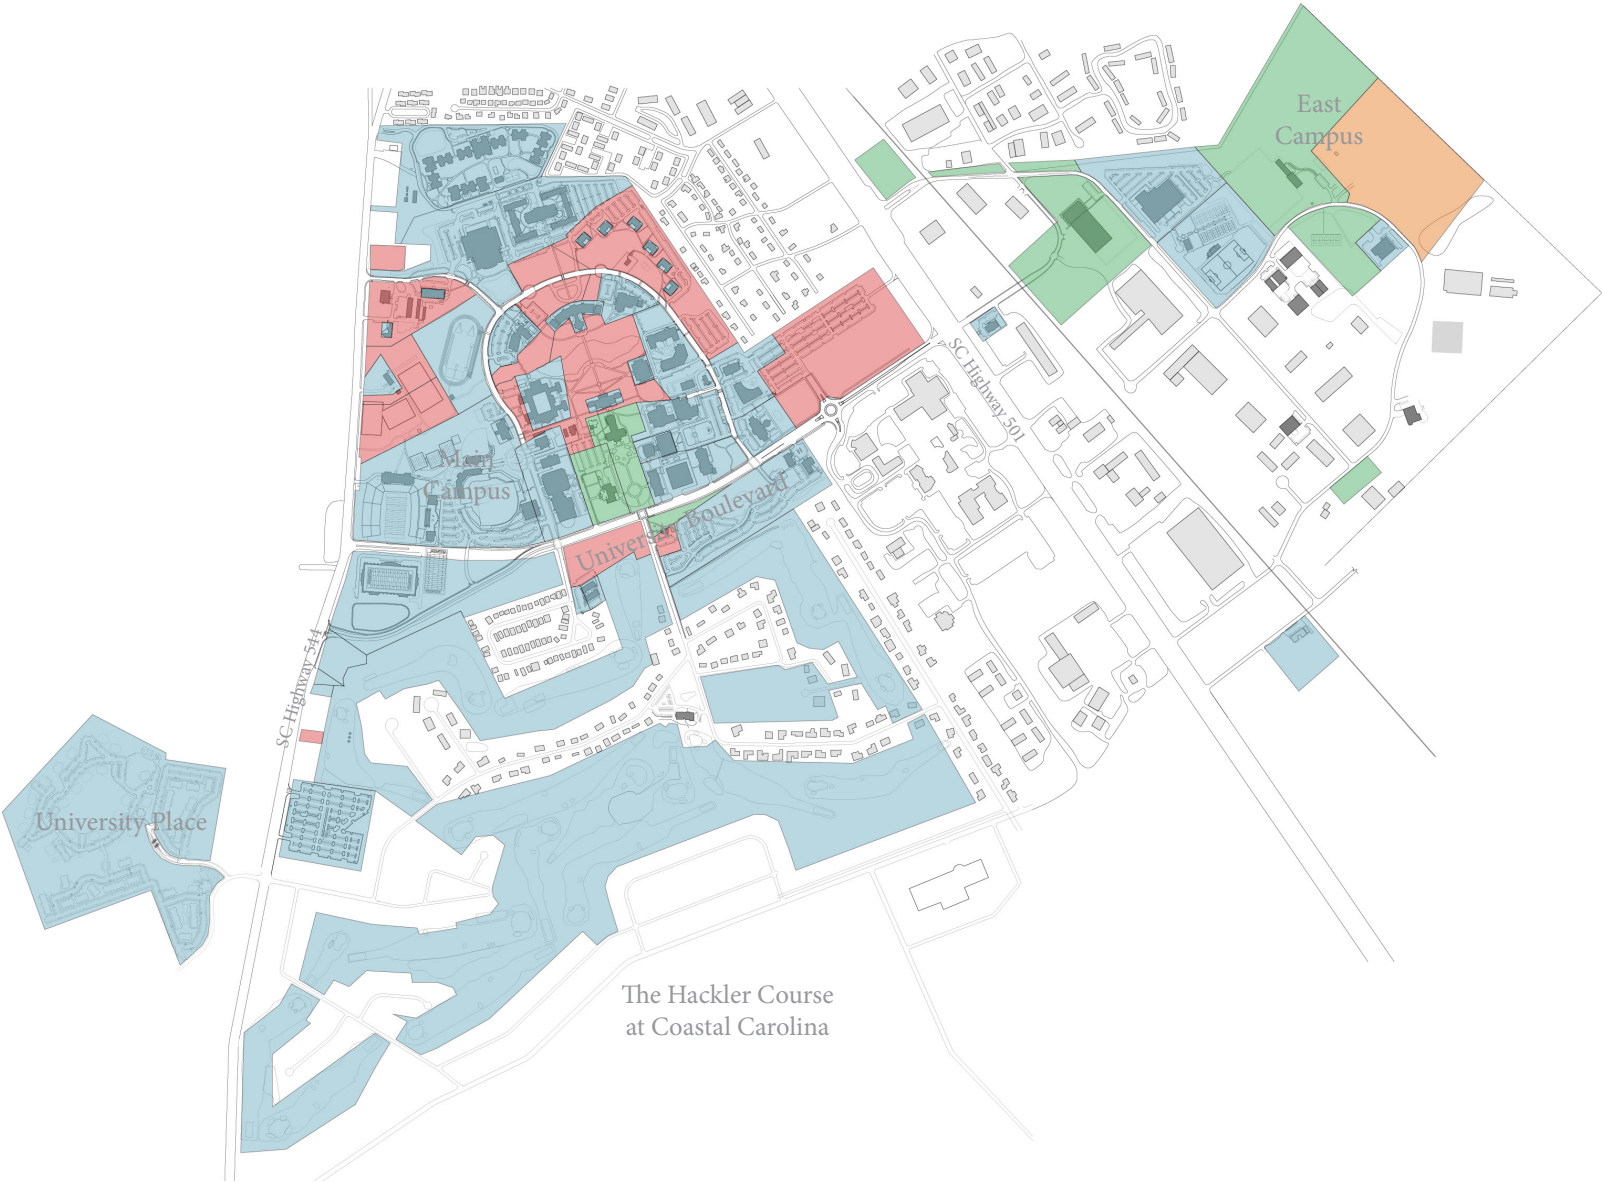 East
Campus
SC Highway 501
Main
Campus
University Boulevard
SC Highway 544
University Place
The Hackler Course
at Coastal Carolina